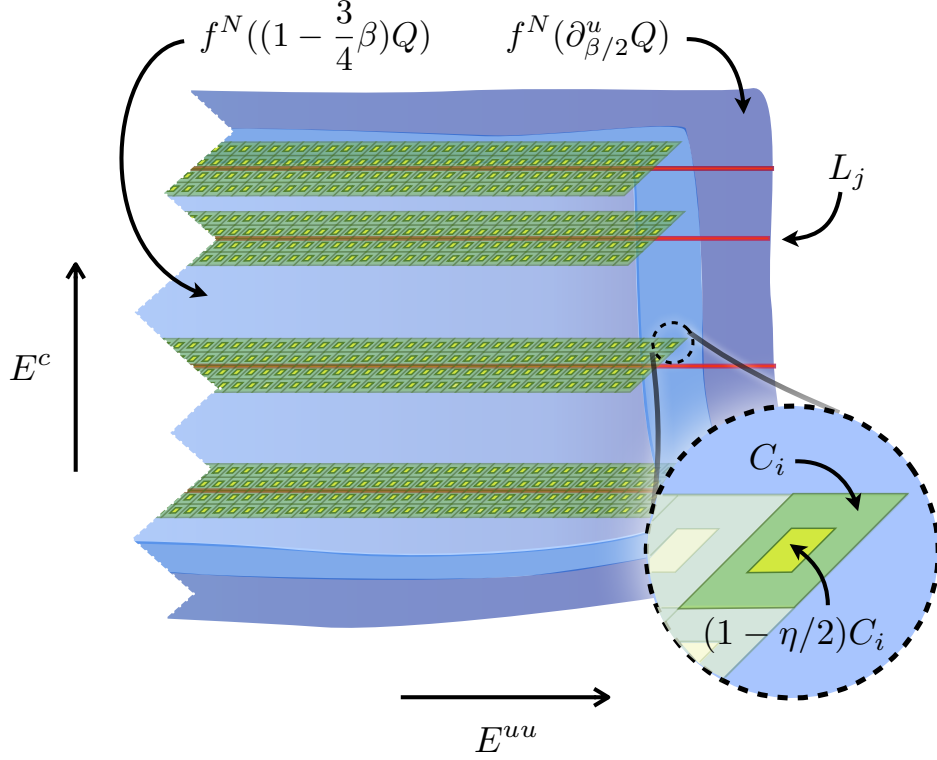 $f^N((1 - \frac{3}{4}\beta)Q)$
$f^N(\partial^u_{\beta/2}Q)$
$L_j$
$E^c$
$C_i$
$(1 - \eta/2)C_i$
$E^{uu}$